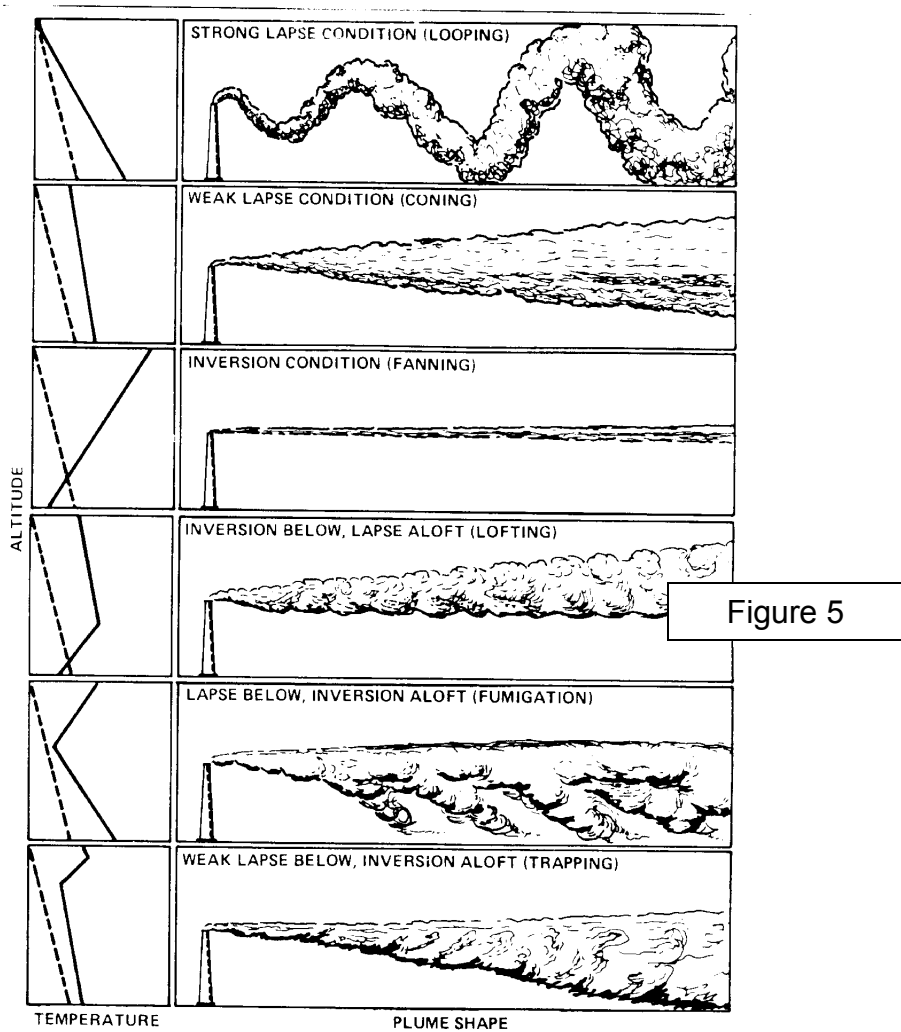 STRONG LAPSE CONDITION (LOOPING)
WEAK LAPSE CONDITION (CONING)
INVERSION CONDITION (FANNING)
ALTITUDE
INVERSION BELOW, LAPSE ALOFT (LOFTING)
Figure 5
LAPSE BELOW, INVERSION ALOFT (FUMIGATION)
WEAK LAPSE BELOW, INVERSION ALOFT (TRAPPING)
TEMPERATURE
PLUME SHAPE